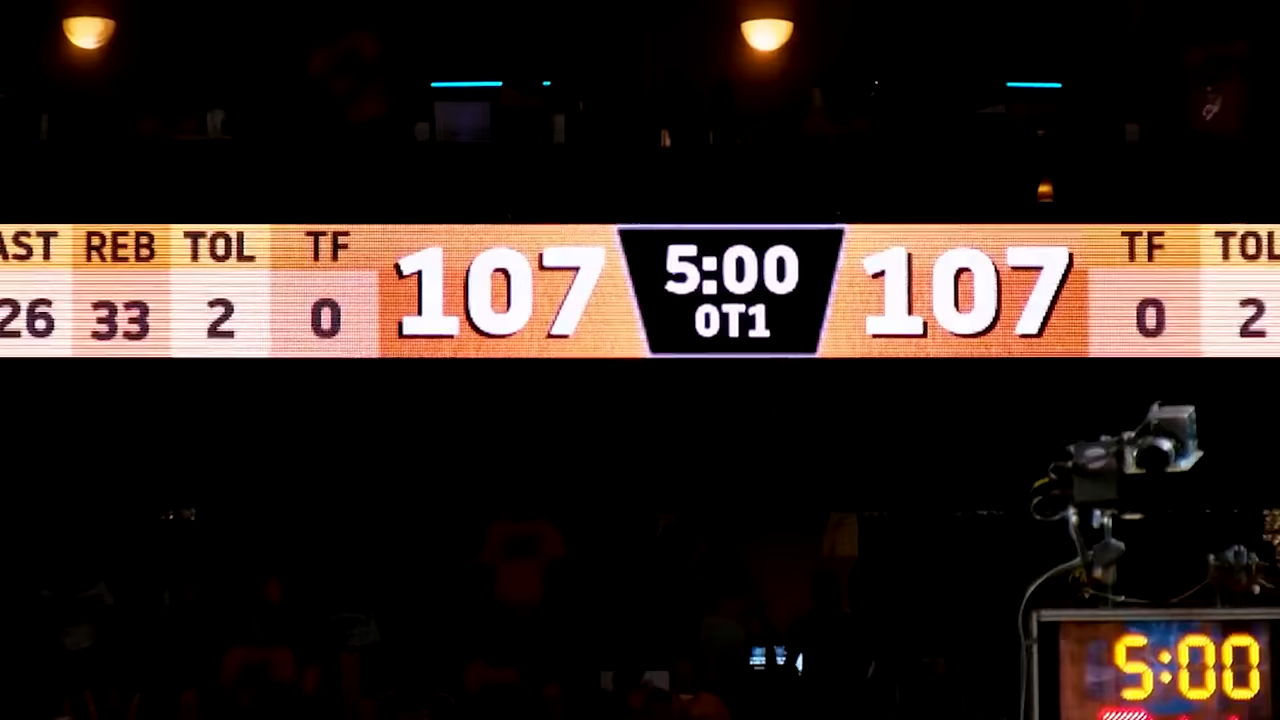 AST REB TOL TF 107 5:00 107 TF TOL
26 33 2 0 OT1 0 2
5:00